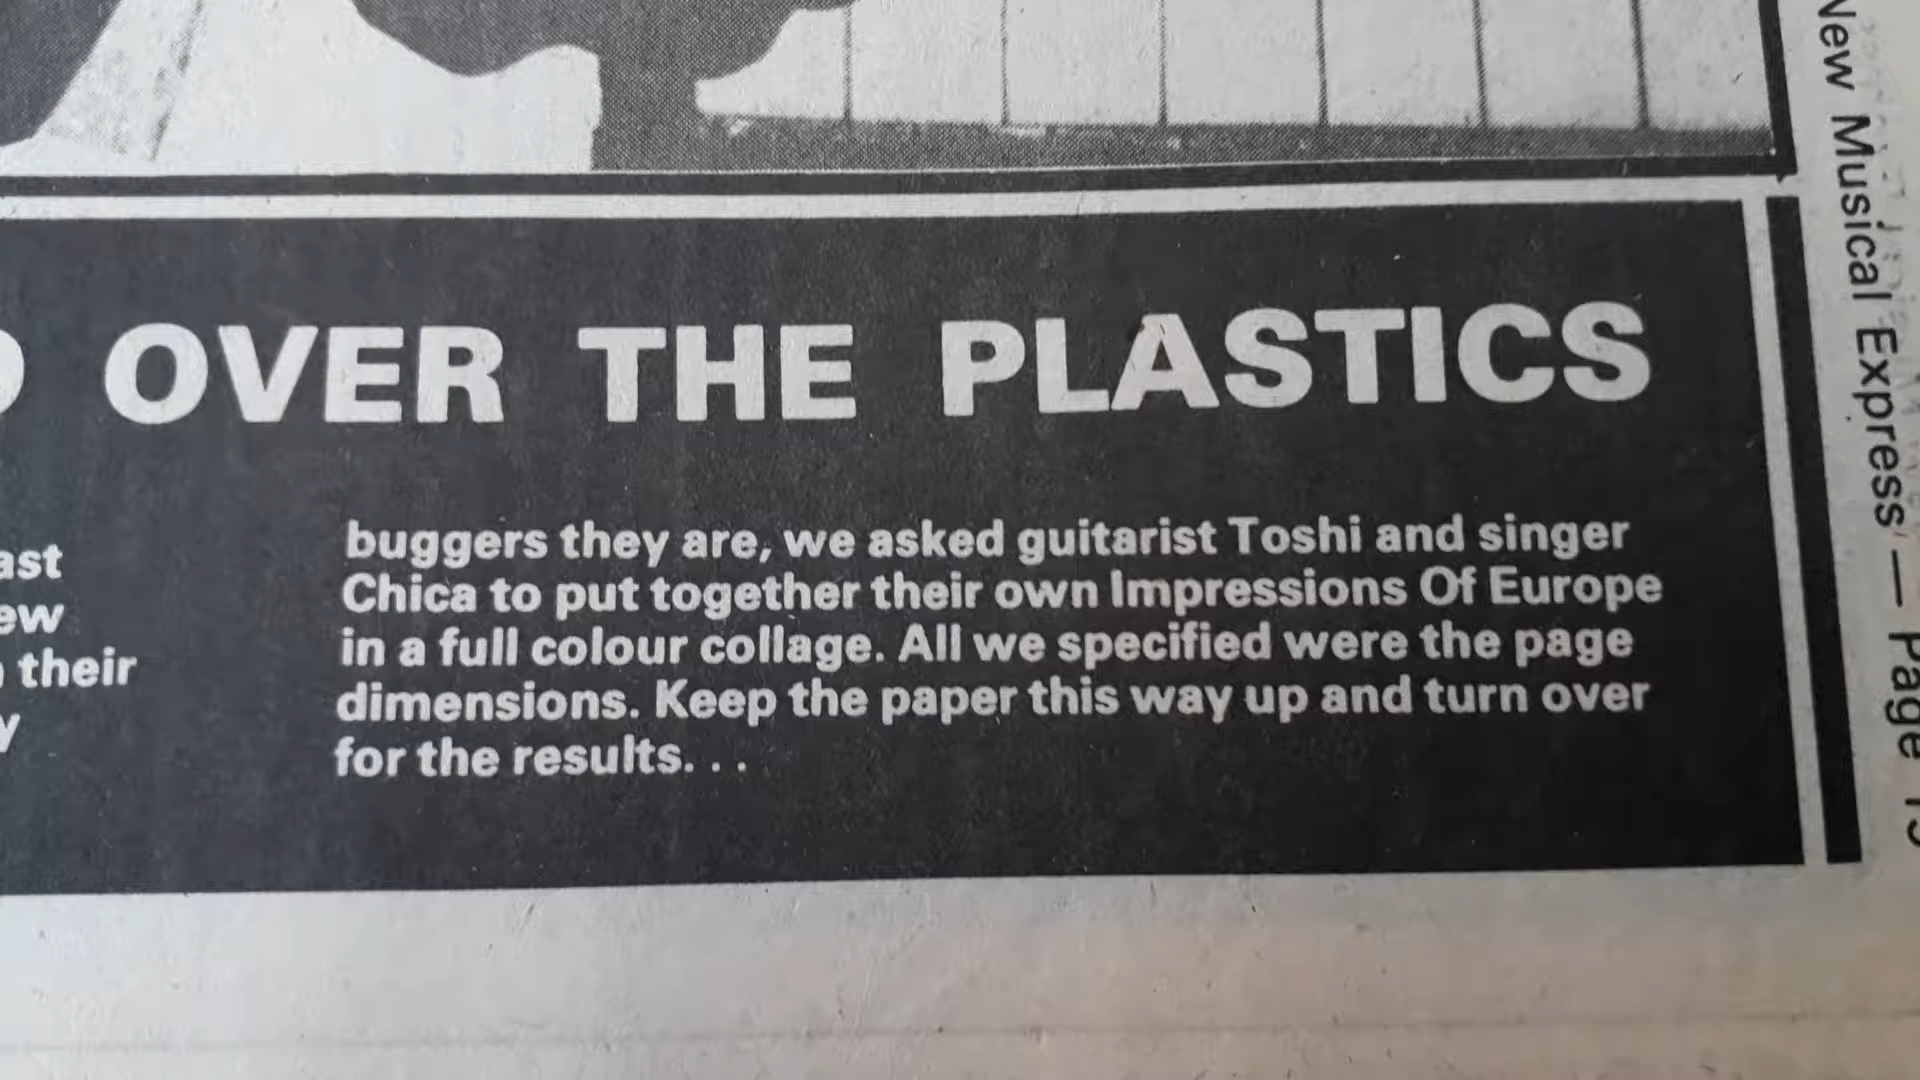 OVER THE PLASTICS
their
buggers they are, we asked guitarist Toshi and singer
Chica to put together their own Impressions Of Europe
in a full colour collage. All we specified were the page
dimensions. Keep the paper this way up and turn over
for the results. . .
New Musical Express — Page